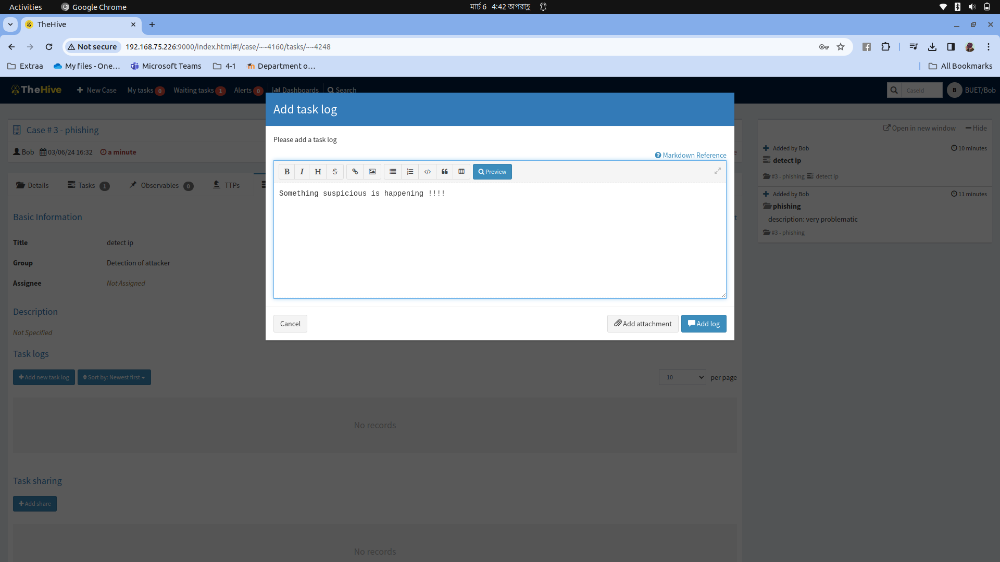 Activities Google Chrome মার্চ 6 4:42 অপরাহ্ণ
TheHive
Not secure 192.168.75.226:9000/index.html#!/case/~~4160/tasks/~~4248
Extraa My files - One... Microsoft Teams 4-1 Department o... All Bookmarks
TheHive New Case My tasks 0 Waiting tasks 1 Alerts 0 Dashboards Search CaseId B BUET/Bob
Add task log
Case # 3 - phishing
Open in new window Hide
Please add a task log
Bob 03/06/24 16:32 a minute
Markdown Reference
Added by Bob 10 minutes
detect ip
#3 - phishing detect ip
B I H S Preview
Details Tasks 1 Observables 0 TTPs
Something suspicious is happening !!!!
Added by Bob 11 minutes
phishing
description: very problematic
#3 - phishing
Basic Information
Title detect ip
Group Detection of attacker
Assignee Not Assigned
Description
Not Specified
Cancel Add attachment Add log
Task logs
Add new task log Sort by: Newest first 10 per page
No records
Task sharing
Add share
No records